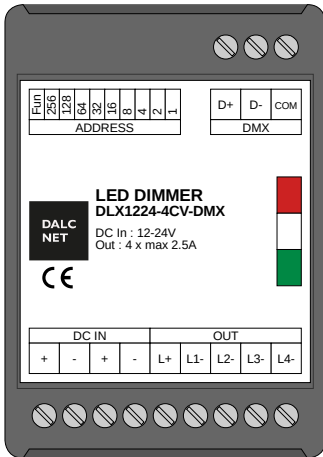 Fun 256 128 64 32 16 8 4 2 1
ADDRESS
D+ D- COM
DMX
LED DIMMER
DLX1224-4CV-DMX
DC In : 12-24V
Out : 4 x max 2.5A
DALC
NET
CE
DC IN OUT
+ - + - L+ L1- L2- L3- L4-